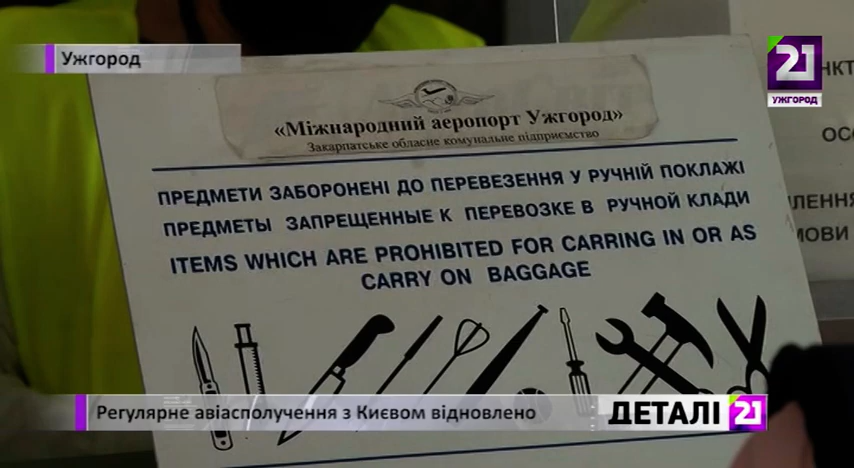 Ужгород
21
УЖГОРОД
«Міжнародний аеропорт Ужгород»
Закарпатське обласне комунальне підприємство
ПРЕДМЕТИ ЗАБОРОНЕНІ ДО ПЕРЕВЕЗЕННЯ У РУЧНІЙ ПОКЛАЖІ
ПРЕДМЕТЫ ЗАПРЕЩЕННЫЕ К ПЕРЕВОЗКЕ В РУЧНОЙ КЛАДИ
ITEMS WHICH ARE PROHIBITED FOR CARRING IN OR AS
CARRY ON BAGGAGE
Регулярне авіасполучення з Києвом відновлено
ДЕТАЛІ 21